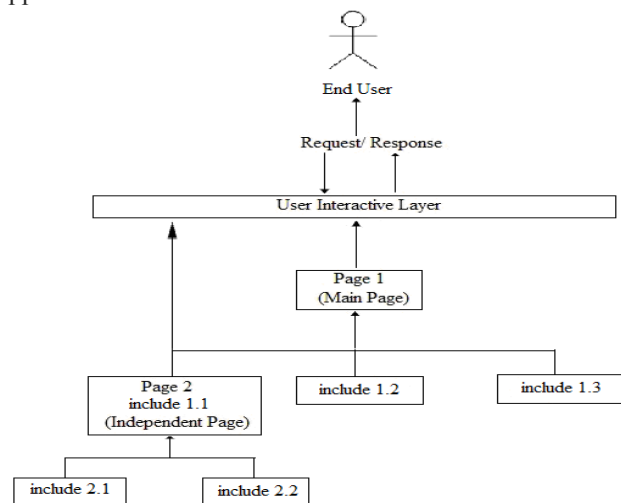 End User
Request/ Response
User Interactive Layer
Page 1
(Main Page)
Page 2
include 1.1
(Independent Page)
include 1.2
include 1.3
include 2.1
include 2.2